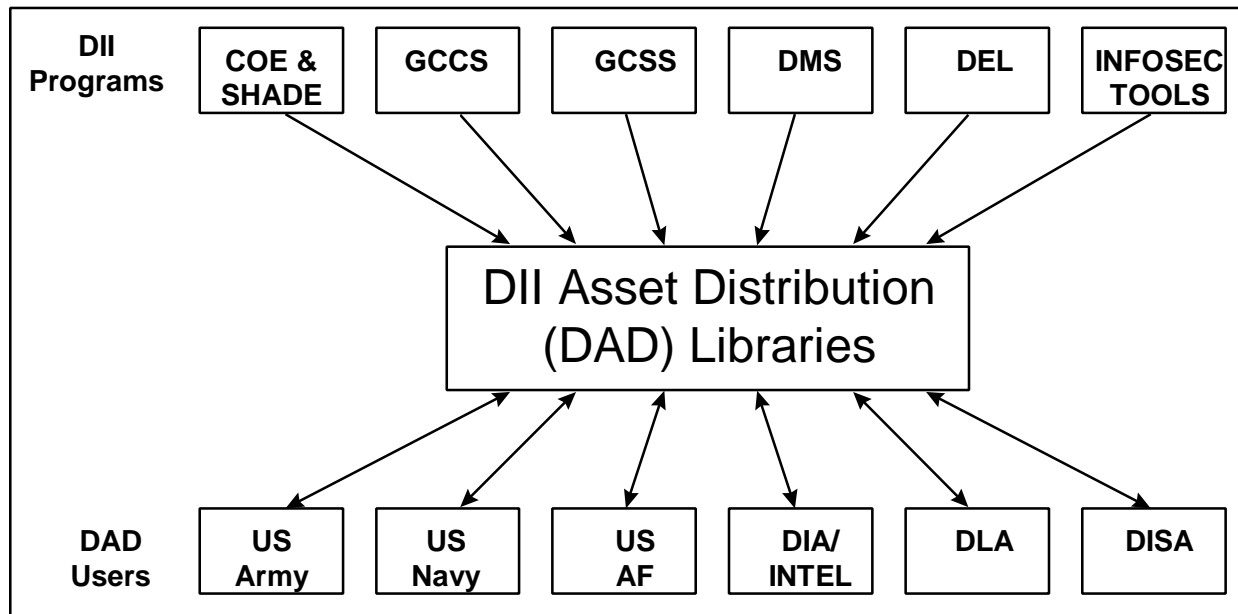 DII
Programs
COE &
SHADE
GCCS
GCSS
DMS
DEL
INFOSEC
TOOLS
DII Asset Distribution
(DAD) Libraries
DAD
Users
US
Army
US
Navy
US
AF
DIA/
INTEL
DLA
DISA